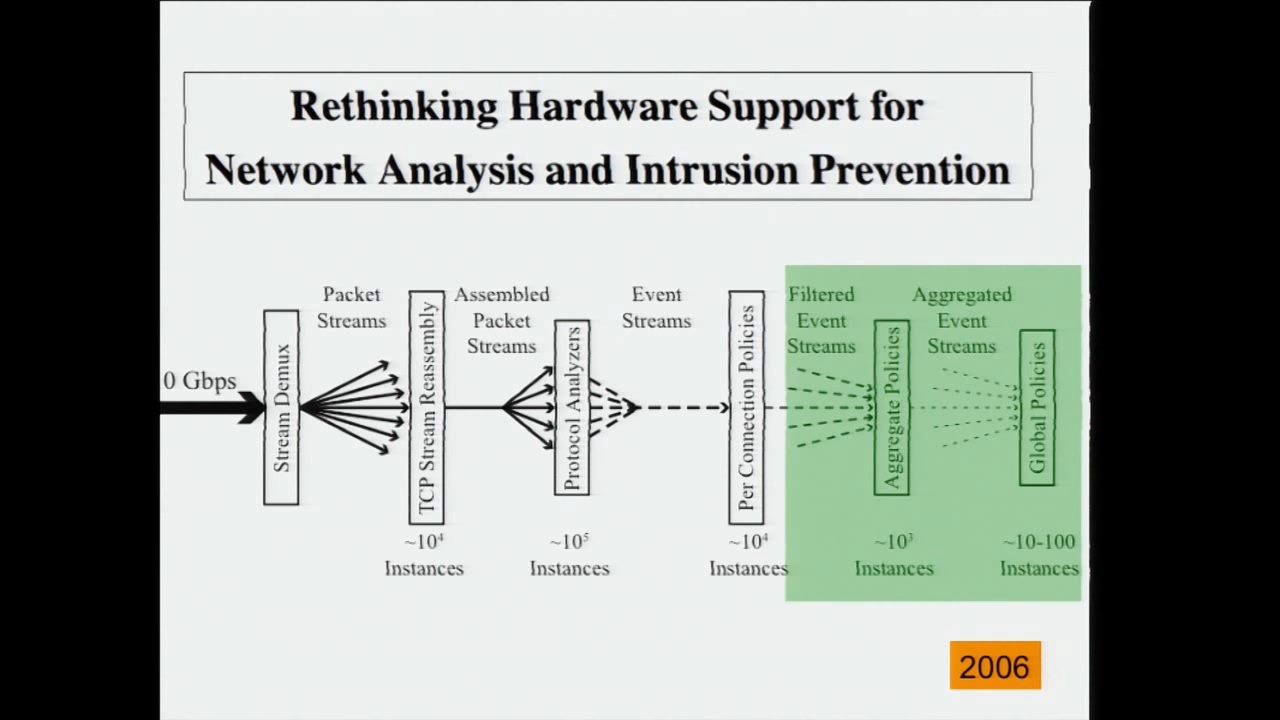 Rethinking Hardware Support for
Network Analysis and Intrusion Prevention
Packet
Streams
Assembled
Packet
Streams
Event
Streams
Filtered
Event
Streams
Aggregated
Event
Streams
0 Gbps
Stream Demux
TCP Stream Reassembly
Protocol Analyzers
Per Connection Policies
Aggregate Policies
Global Policies
~10⁴
Instances
~10⁵
Instances
~10⁴
Instances
~10³
Instances
~10-100
Instances
2006